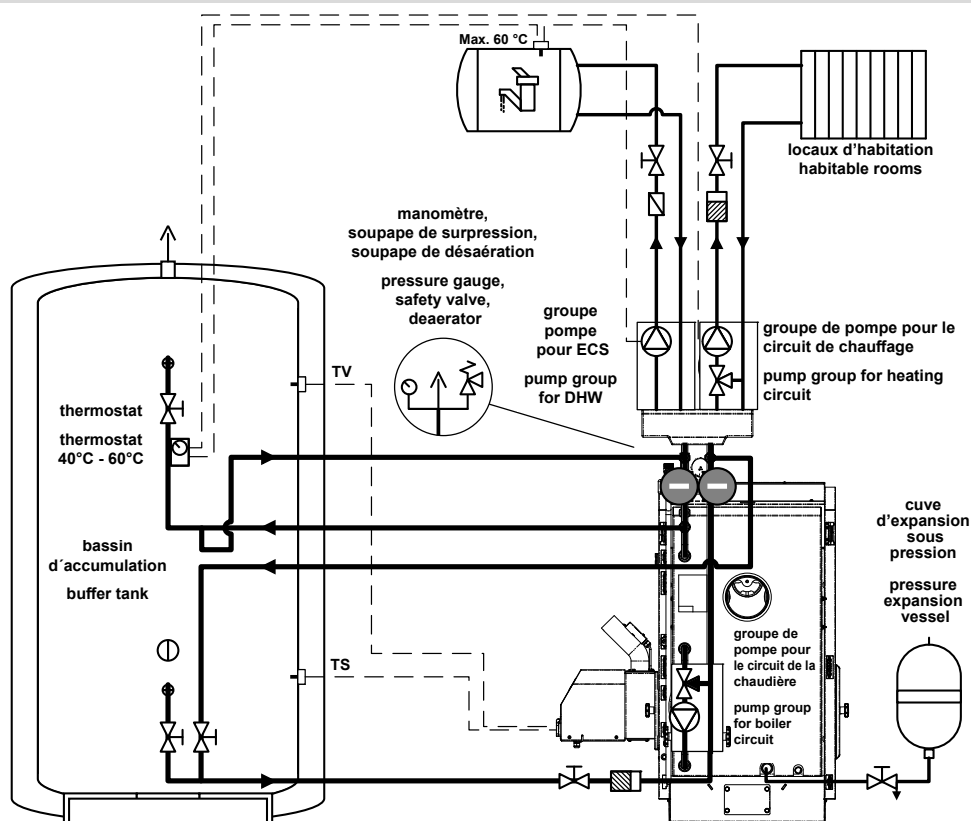 Max. 60 °C
locaux d'habitation
habitable rooms
manomètre,
soupape de surpression,
soupape de désaération
pressure gauge,
safety valve,
deaerator
groupe
pompe
pour ECS
pump group
for DHW
groupe de pompe pour le
circuit de chauffage
pump group for heating
circuit
TV
thermostat
thermostat
40°C - 60°C
bassin
d´accumulation
buffer tank
TS
cuve
d'expansion
sous
pression
pressure
expansion
vessel
groupe de
pompe pour
le circuit de la
chaudière
pump group
for boiler
circuit